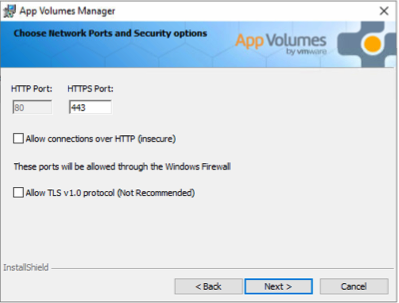 App Volumes Manager
Choose Network Ports and Security options
App Volumes
by vmware
HTTP Port: HTTPS Port:
80 443
Allow connections over HTTP (insecure)
These ports will be allowed through the Windows Firewall
Allow TLS v1.0 protocol (Not Recommended)
InstallShield
< Back Next > Cancel